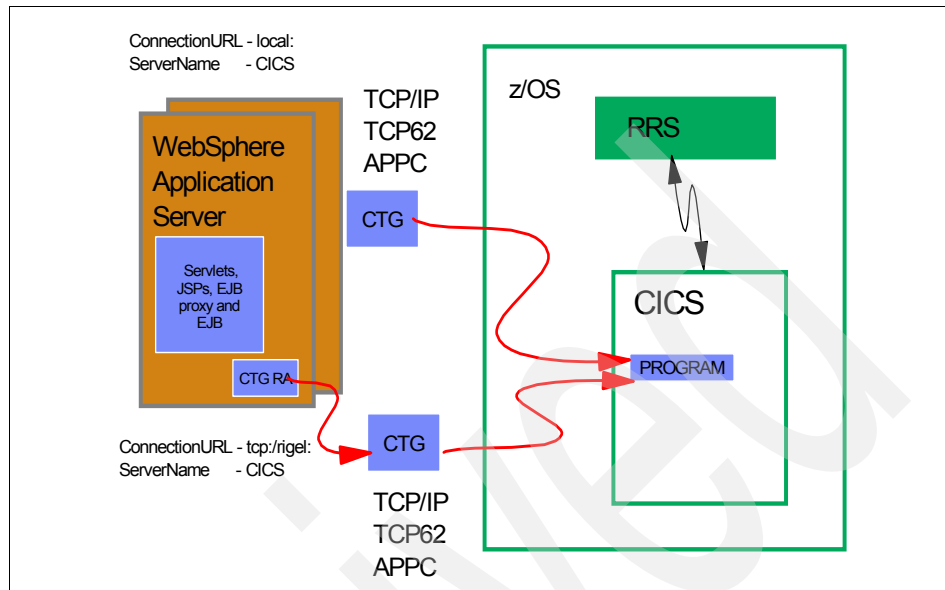 ConnectionURL - local:
ServerName - CICS
TCP/IP
TCP62
APPC
z/OS
RRS
WebSphere
Application
Server
CTG
Servlets,
JSPs, EJB
proxy and
EJB
CICS
PROGRAM
CTG RA
ConnectionURL - tcp:/rigel:
ServerName - CICS
CTG
TCP/IP
TCP62
APPC